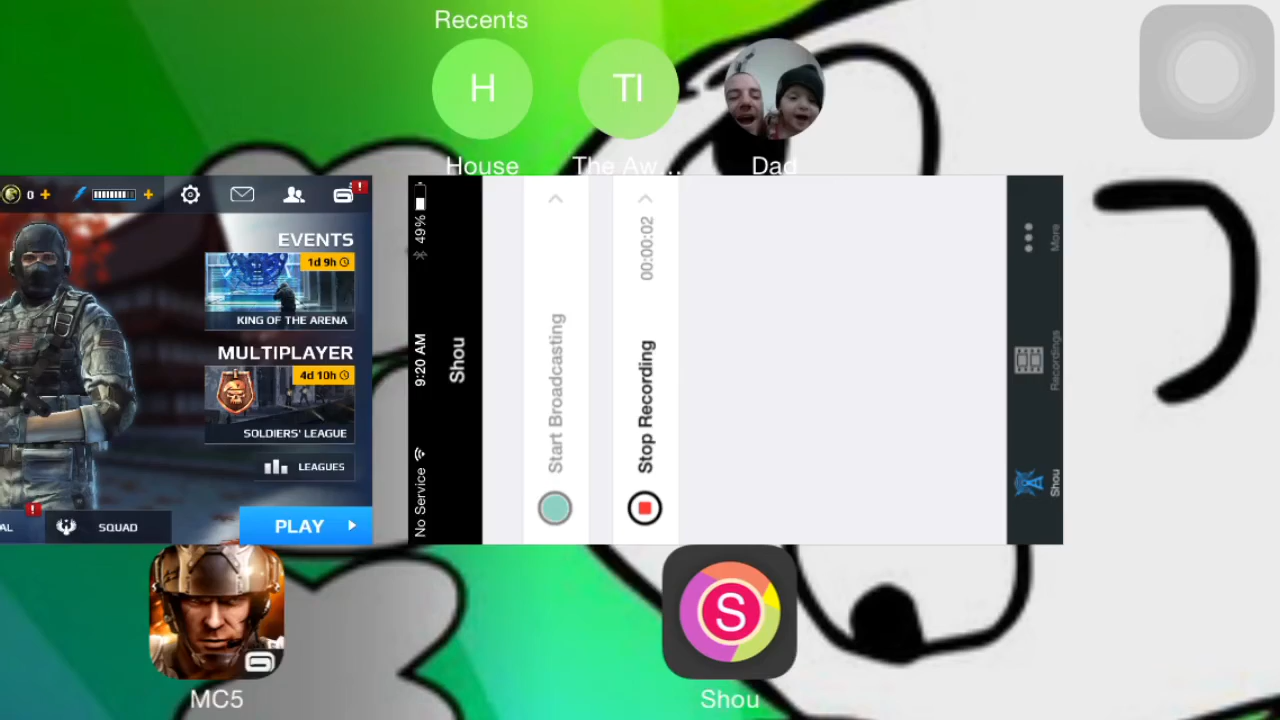 Recents
H
TI
House
The Aw...
Dad
0
!
EVENTS
1d 9h
KING OF THE ARENA
MULTIPLAYER
4d 10h
SOLDIERS' LEAGUE
LEAGUES
!
AL
SQUAD
PLAY
No Service
9:20 AM
49%
Shou
Start Broadcasting
Stop Recording
00:00:02
Shou
Recordings
More
S
MC5
Shou